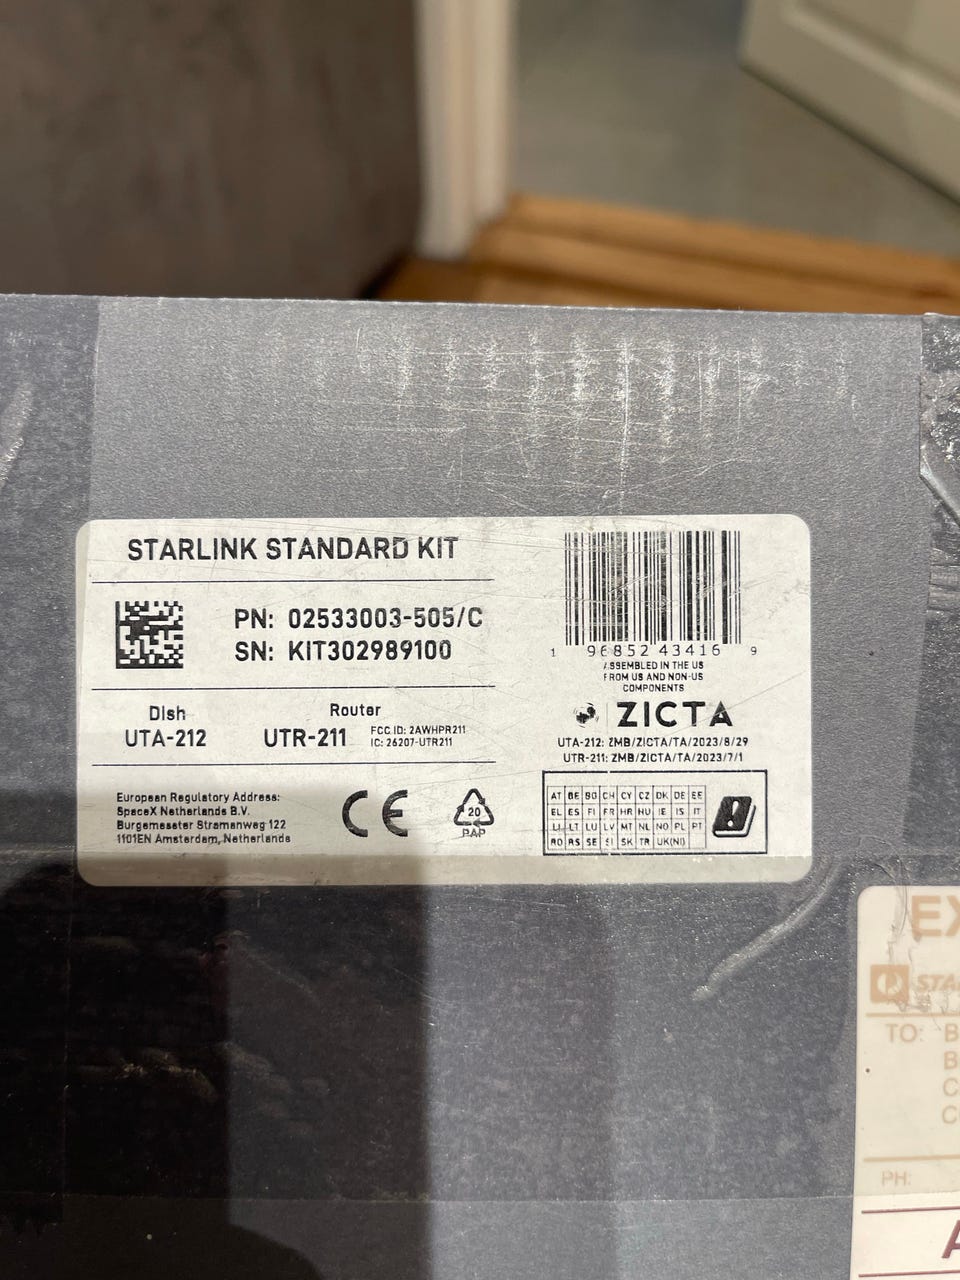 STARLINK STANDARD KIT
PN: 02533003-505/C
SN: KIT302989100
Dish
UTA-212
Router
UTR-211
FCC ID: 2AWHPR211
IC: 26207-UTR211
European Regulatory Address:
SpaceX Netherlands B.V.
Burgemeester Stramanweg 122
1101EN Amsterdam, Netherlands
CE
20
PAP
1 96852 43416 9
ASSEMBLED IN THE US
FROM US AND NON-US
COMPONENTS
ZICTA
UTA-212: ZMB/ZICTA/TA/2023/8/29
UTR-211: ZMB/ZICTA/TA/2023/7/1
AT BE BG CH CY CZ DK DE EE
EL ES FI FR HR HU IE IS IT
LI LT LU LV MT NL NO PL PT
RO RS SE SI SK TR UK(NI)
EX
STA
TO: B
B
C
C
PH:
A